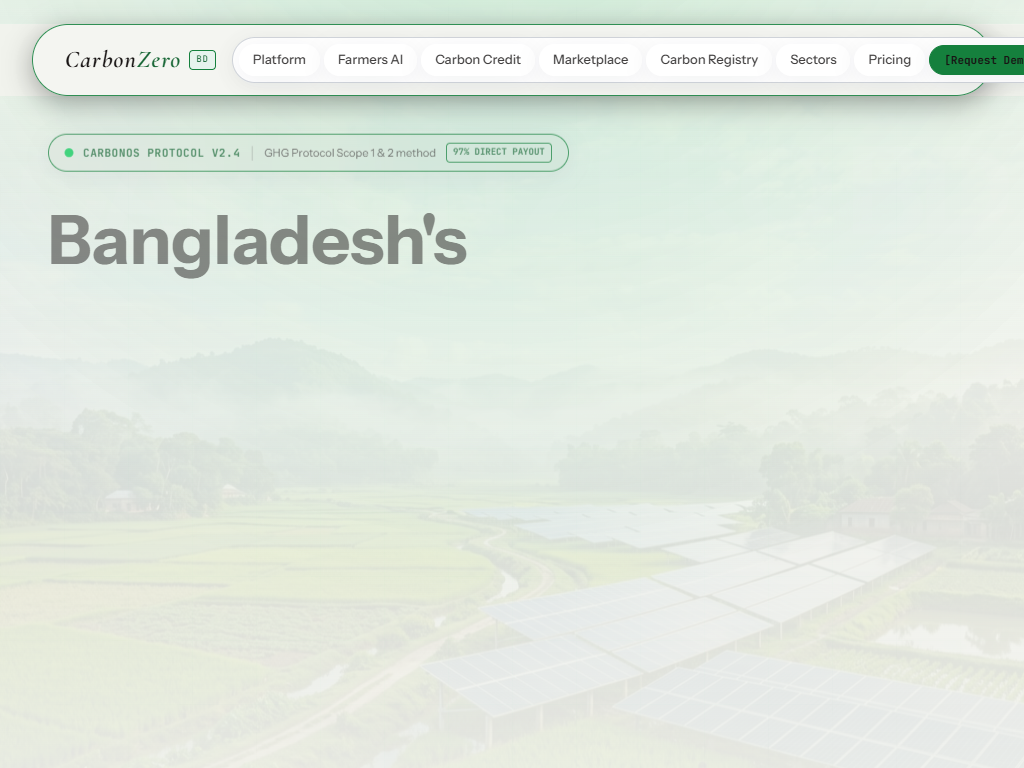 CarbonZero BD Platform Farmers AI Carbon Credit Marketplace Carbon Registry Sectors Pricing [Request Dem
CARBONOS PROTOCOL V2.4 GHG Protocol Scope 1 & 2 method 97% DIRECT PAYOUT
Bangladesh's